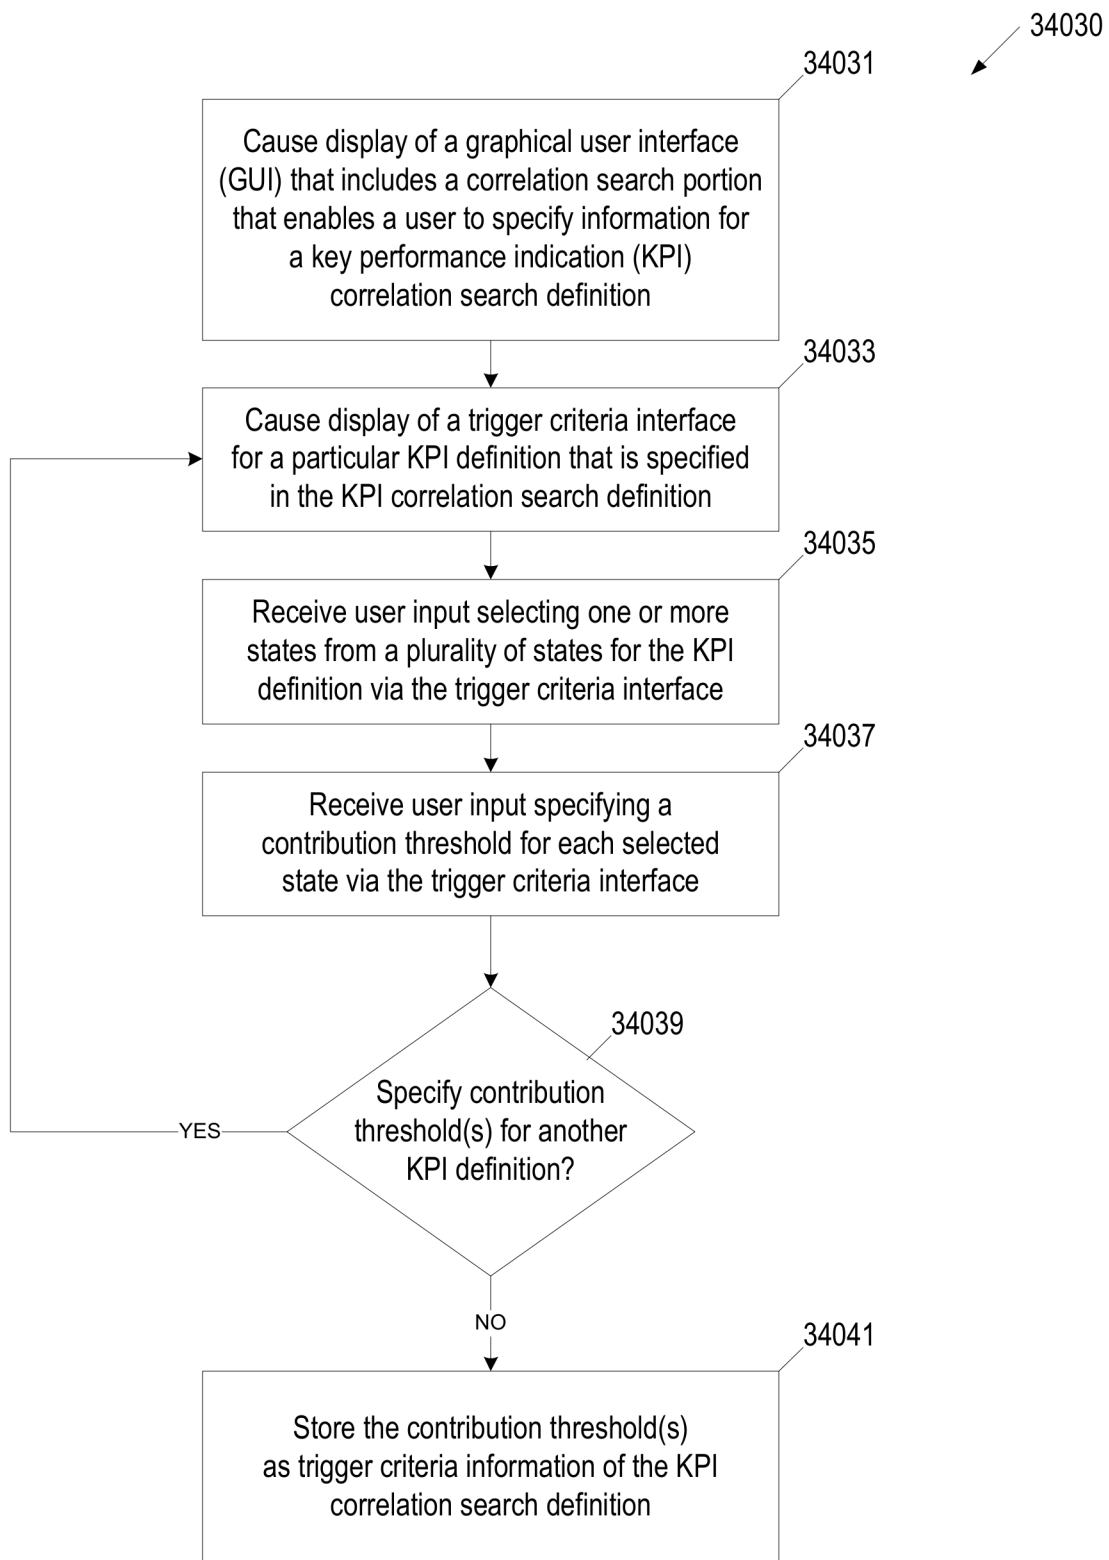 34030
34031
Cause display of a graphical user interface
(GUI) that includes a correlation search portion
that enables a user to specify information for
a key performance indication (KPI)
correlation search definition
34033
Cause display of a trigger criteria interface
for a particular KPI definition that is specified
in the KPI correlation search definition
34035
Receive user input selecting one or more
states from a plurality of states for the KPI
definition via the trigger criteria interface
34037
Receive user input specifying a
contribution threshold for each selected
state via the trigger criteria interface
34039
Specify contribution
threshold(s) for another
KPI definition?
YES
NO
34041
Store the contribution threshold(s)
as trigger criteria information of the KPI
correlation search definition